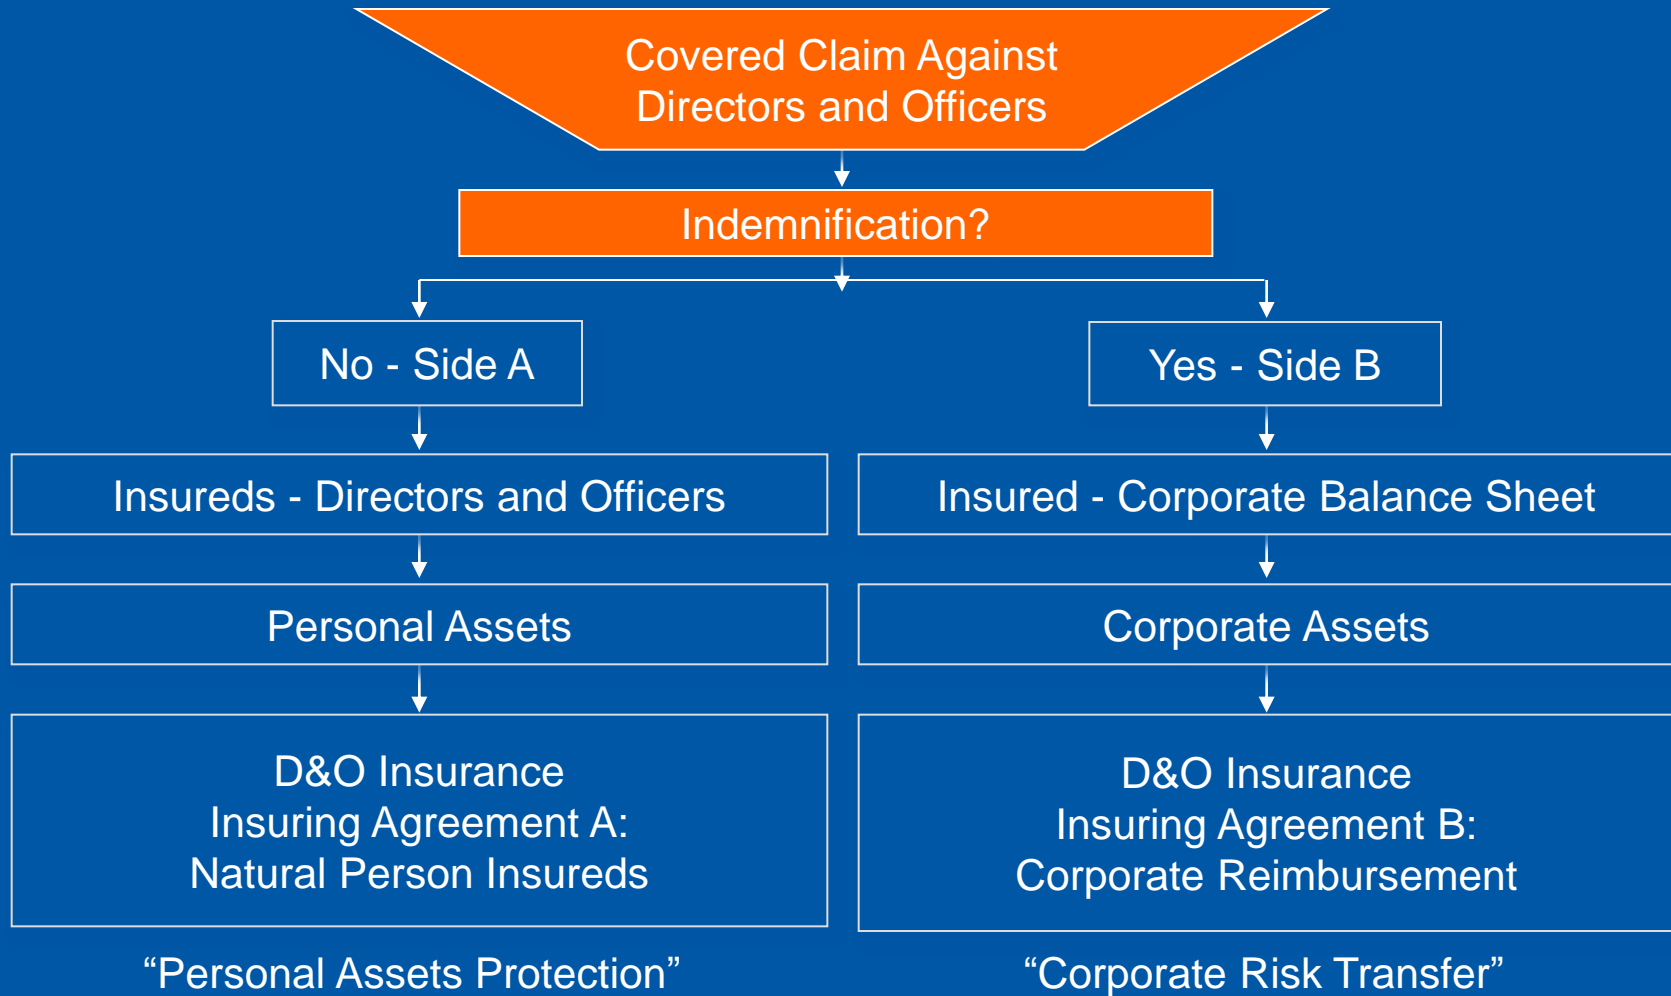 Covered Claim Against
Directors and Officers
Indemnification?
No - Side A
Yes - Side B
Insureds - Directors and Officers
Insured - Corporate Balance Sheet
Personal Assets
Corporate Assets
D&O Insurance
Insuring Agreement A:
Natural Person Insureds
D&O Insurance
Insuring Agreement B:
Corporate Reimbursement
“Personal Assets Protection”
“Corporate Risk Transfer”